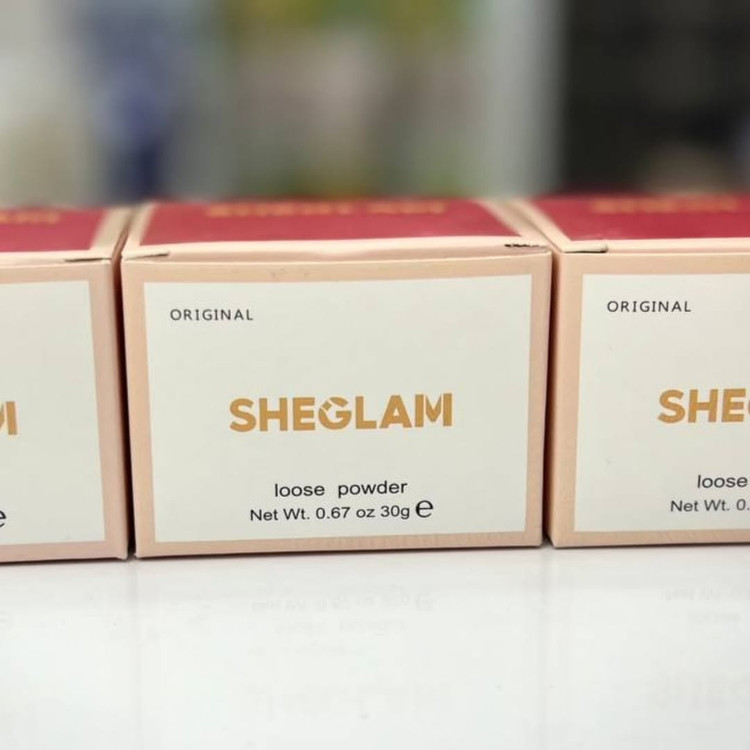 ORIGINAL
SHEGLAM
loose powder
Net Wt. 0.67 oz 30g e
ORIGINAL
SHEG
loose
Net Wt. 0.
M
e